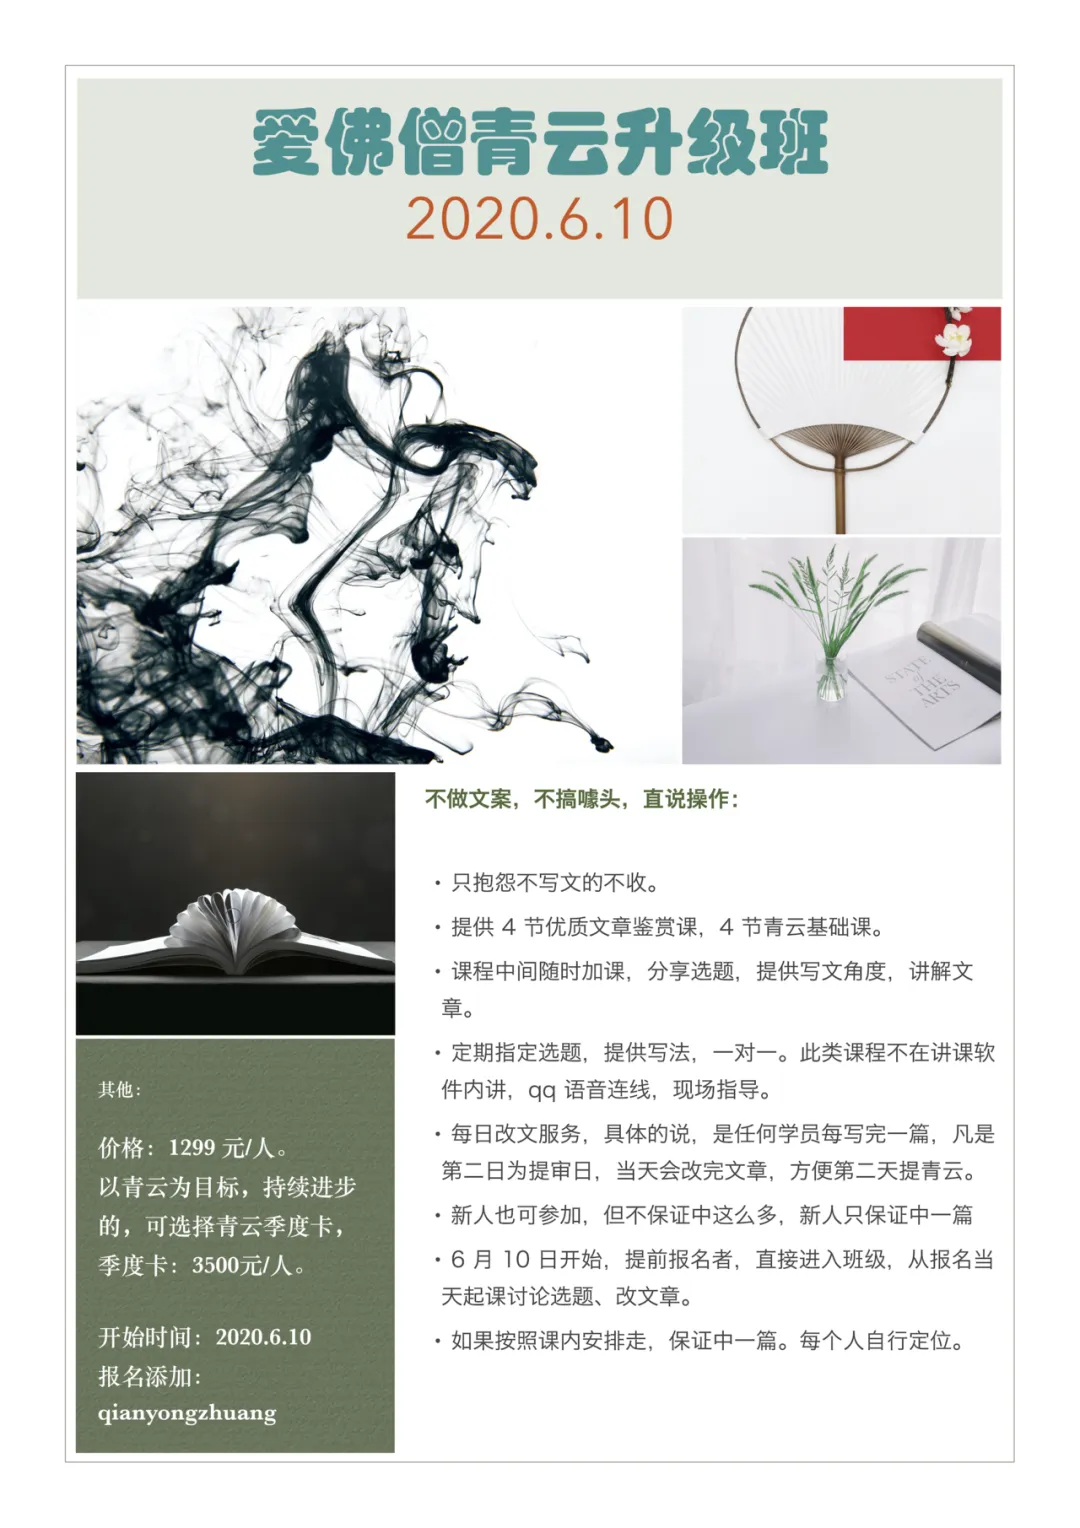 爱佛僧青云升级班
2020.6.10
STATE
of
THE
ARTS
不做文案，不搞噱头，直说操作：
• 只抱怨不写文的不收。
• 提供 4 节优质文章鉴赏课，4 节青云基础课。
• 课程中间随时加课，分享选题，提供写文角度，讲解文
章。
• 定期指定选题，提供写法，一对一。此类课程不在讲课软
件内讲，qq 语音连线，现场指导。
• 每日改文服务，具体的说，是任何学员每写完一篇，凡是
第二日为提审日，当天会改完文章，方便第二天提青云。
• 新人也可参加，但不保证中这么多，新人只保证中一篇
• 6 月 10 日开始，提前报名者，直接进入班级，从报名当
天起课讨论选题、改文章。
• 如果按照课内安排走，保证中一篇。每个人自行定位。
其他：
价格：1299 元/人。
以青云为目标，持续进步
的，可选择青云季度卡，
季度卡：3500元/人。
开始时间：2020.6.10
报名添加：
qianyongzhuang